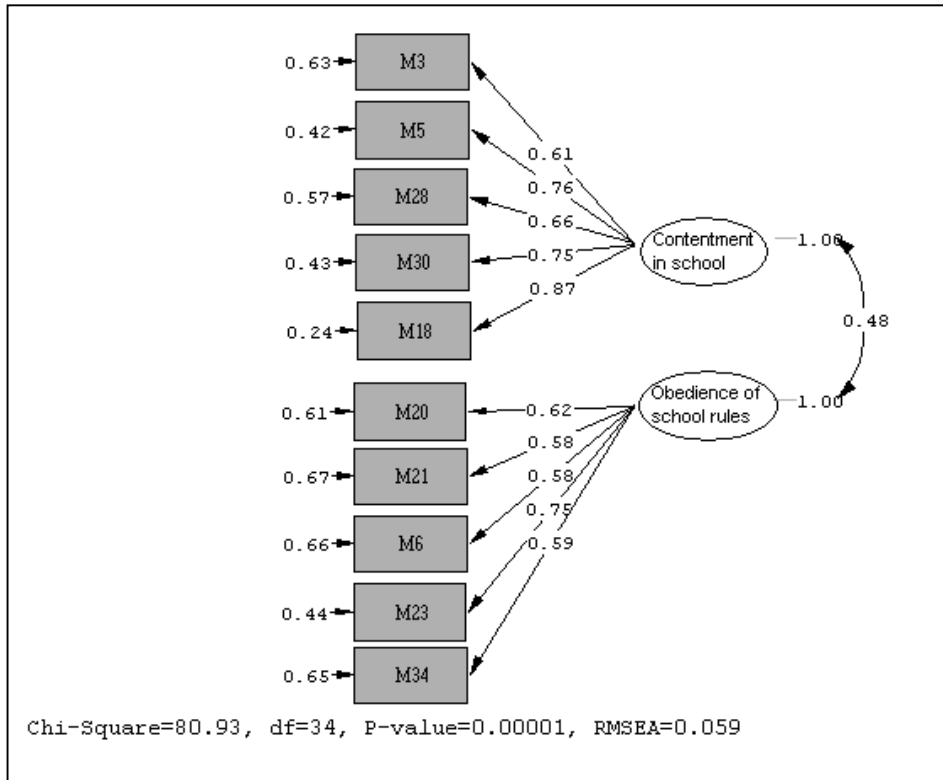 0.63 M3
0.61
0.42 M5
0.76
0.57 M28
0.66
Contentment
in school
1.00
0.43 M30
0.75
0.87
0.24 M18
0.48
Obedience of
school rules
1.00
0.61 M20
0.62
0.58
0.67 M21
0.58
0.75
0.66 M6
0.59
0.44 M23
0.65 M34
Chi-Square=80.93, df=34, P-value=0.00001, RMSEA=0.059